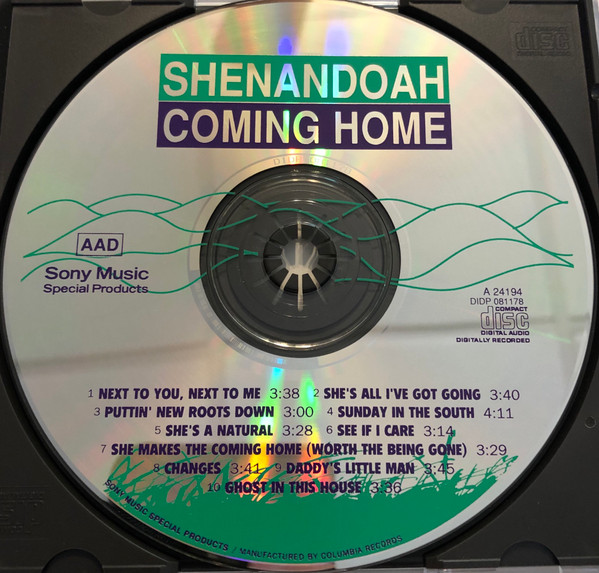 SHENANDOAH
COMING HOME
AAD
Sony Music
Special Products
A 24194
DIDP 081178
COMPACT
disc
DIGITAL AUDIO
DIGITALLY RECORDED
1 NEXT TO YOU, NEXT TO ME 3:38 2 SHE'S ALL I'VE GOT GOING 3:40
3 PUTTIN' NEW ROOTS DOWN 3:00 4 SUNDAY IN THE SOUTH 4:11
5 SHE'S A NATURAL 3:28 6 SEE IF I CARE 3:14
7 SHE MAKES THE COMING HOME (WORTH THE BEING GONE) 3:29
8 CHANGES 3:41 9 DADDY'S LITTLE MAN 3:45
10 GHOST IN THIS HOUSE 3:36
SONY MUSIC SPECIAL PRODUCTS / MANUFACTURED BY COLUMBIA RECORDS
disc